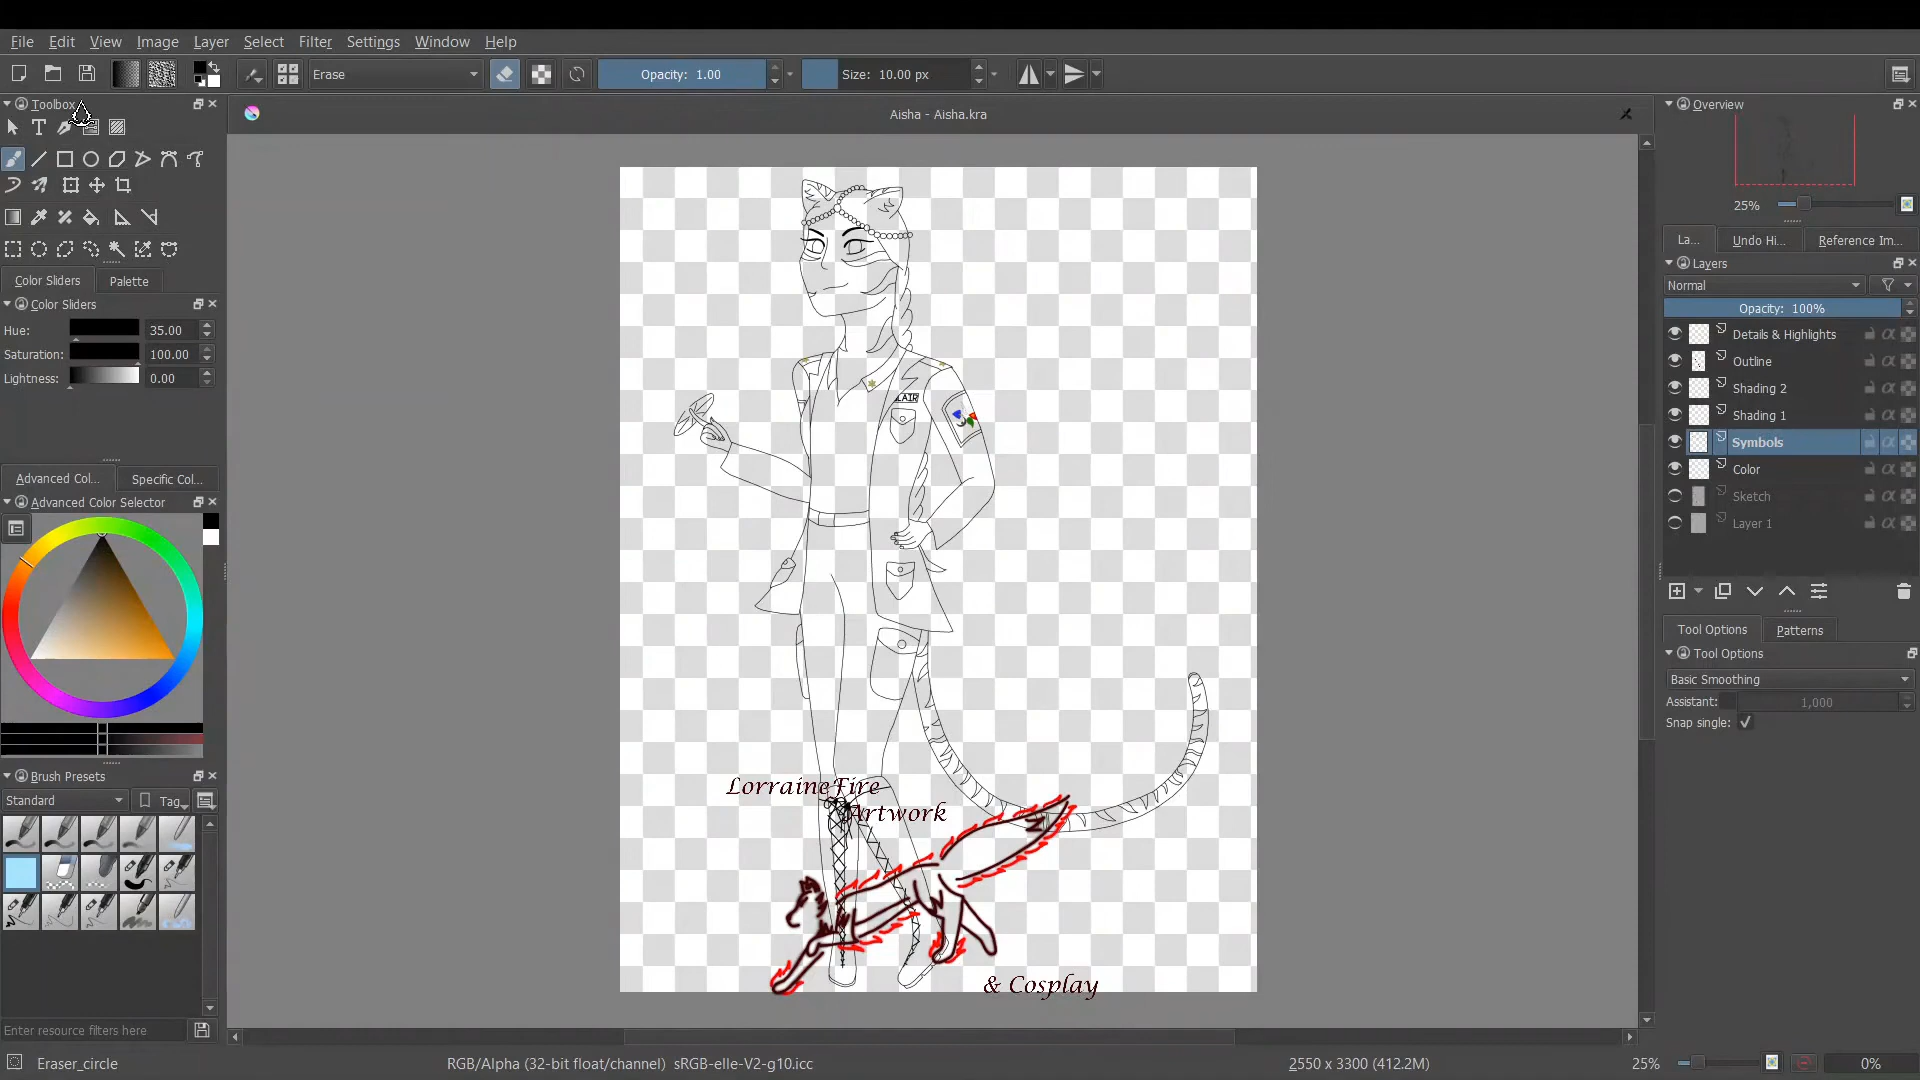 File Edit View Image Layer Select Filter Settings Window Help
Erase Opacity: 1.00 Size: 10.00 px
Toolbox
Aisha - Aisha.kra
Overview
25%
La... Undo Hi... Reference Im...
Layers
Normal
Opacity: 100%
Details & Highlights
Outline
Shading 2
Shading 1
Symbols
Color
Sketch
Layer 1
Tool Options Patterns
Tool Options
Basic Smoothing
Assistant: 1,000
Snap single:
Color Sliders Palette
Color Sliders
Hue: 35.00
Saturation: 100.00
Lightness: 0.00
Advanced Col... Specific Col...
Advanced Color Selector
Brush Presets
Standard Tag
Enter resource filters here
LAIR
LorraineFire
Artwork
& Cosplay
Eraser_circle RGB/Alpha (32-bit float/channel) sRGB-elle-V2-g10.icc 2550 x 3300 (412.2M) 25% 0%